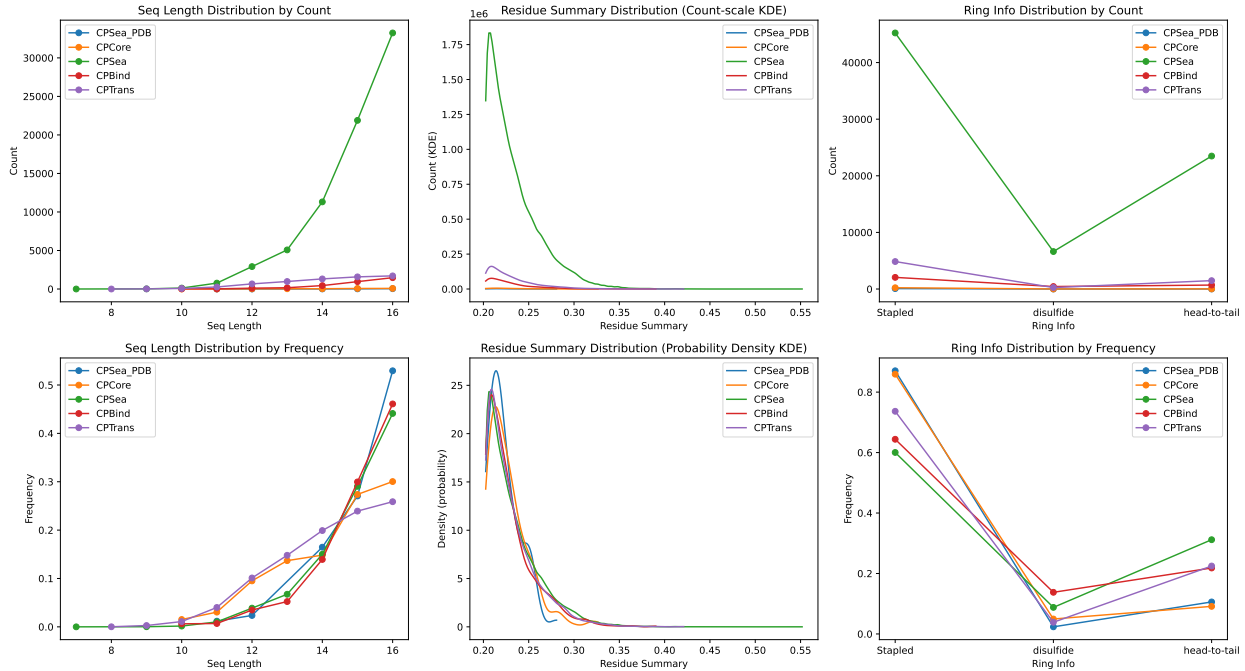 Seq Length Distribution by Count
Count
35000
30000
25000
20000
15000
10000
5000
0
8
10
12
14
16
Seq Length
CPSea_PDB
CPCore
CPSea
CPBind
CPTrans
Residue Summary Distribution (Count-scale KDE)
1e6
Count (KDE)
1.75
1.50
1.25
1.00
0.75
0.50
0.25
0.00
0.20
0.25
0.30
0.35
0.40
0.45
0.50
0.55
Residue Summary
CPSea_PDB
CPCore
CPSea
CPBind
CPTrans
Ring Info Distribution by Count
Count
40000
30000
20000
10000
0
Stapled
disulfide
head-to-tail
Ring Info
CPSea_PDB
CPCore
CPSea
CPBind
CPTrans
Seq Length Distribution by Frequency
Frequency
0.5
0.4
0.3
0.2
0.1
0.0
8
10
12
14
16
Seq Length
CPSea_PDB
CPCore
CPSea
CPBind
CPTrans
Residue Summary Distribution (Probability Density KDE)
Density (probability)
25
20
15
10
5
0
0.20
0.25
0.30
0.35
0.40
0.45
0.50
0.55
Residue Summary
CPSea_PDB
CPCore
CPSea
CPBind
CPTrans
Ring Info Distribution by Frequency
Frequency
0.8
0.6
0.4
0.2
0.0
Stapled
disulfide
head-to-tail
Ring Info
CPSea_PDB
CPCore
CPSea
CPBind
CPTrans